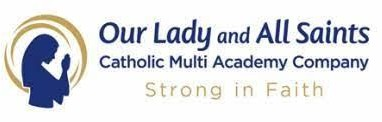 Our Lady and All Saints
Catholic Multi Academy Company
Strong in Faith